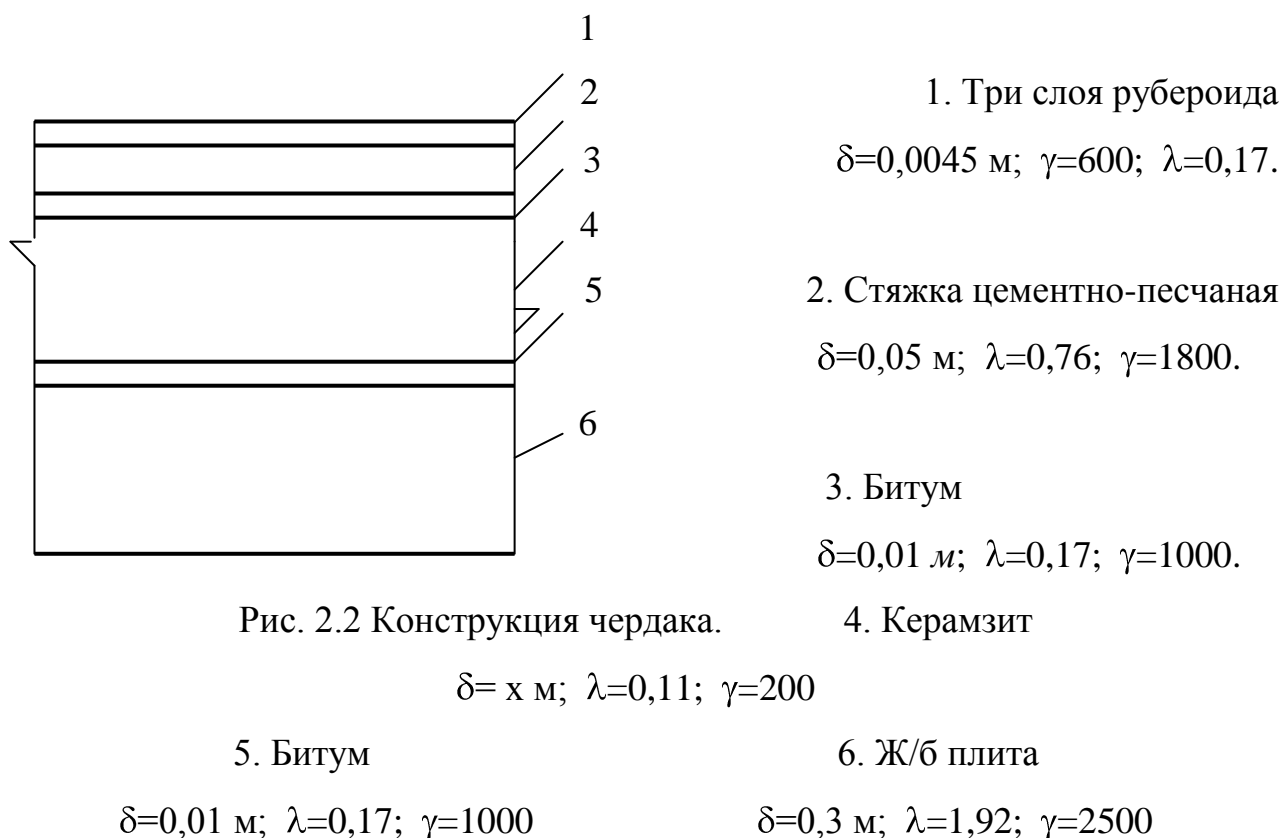 1
2
3
4
5
6
1. Три слоя рубероида
δ=0,0045 м; γ=600; λ=0,17.
2. Стяжка цементно-песчаная
δ=0,05 м; λ=0,76; γ=1800.
3. Битум
δ=0,01 м; λ=0,17; γ=1000.
Рис. 2.2 Конструкция чердака. 4. Керамзит
δ= х м; λ=0,11; γ=200
5. Битум 6. Ж/б плита
δ=0,01 м; λ=0,17; γ=1000 δ=0,3 м; λ=1,92; γ=2500